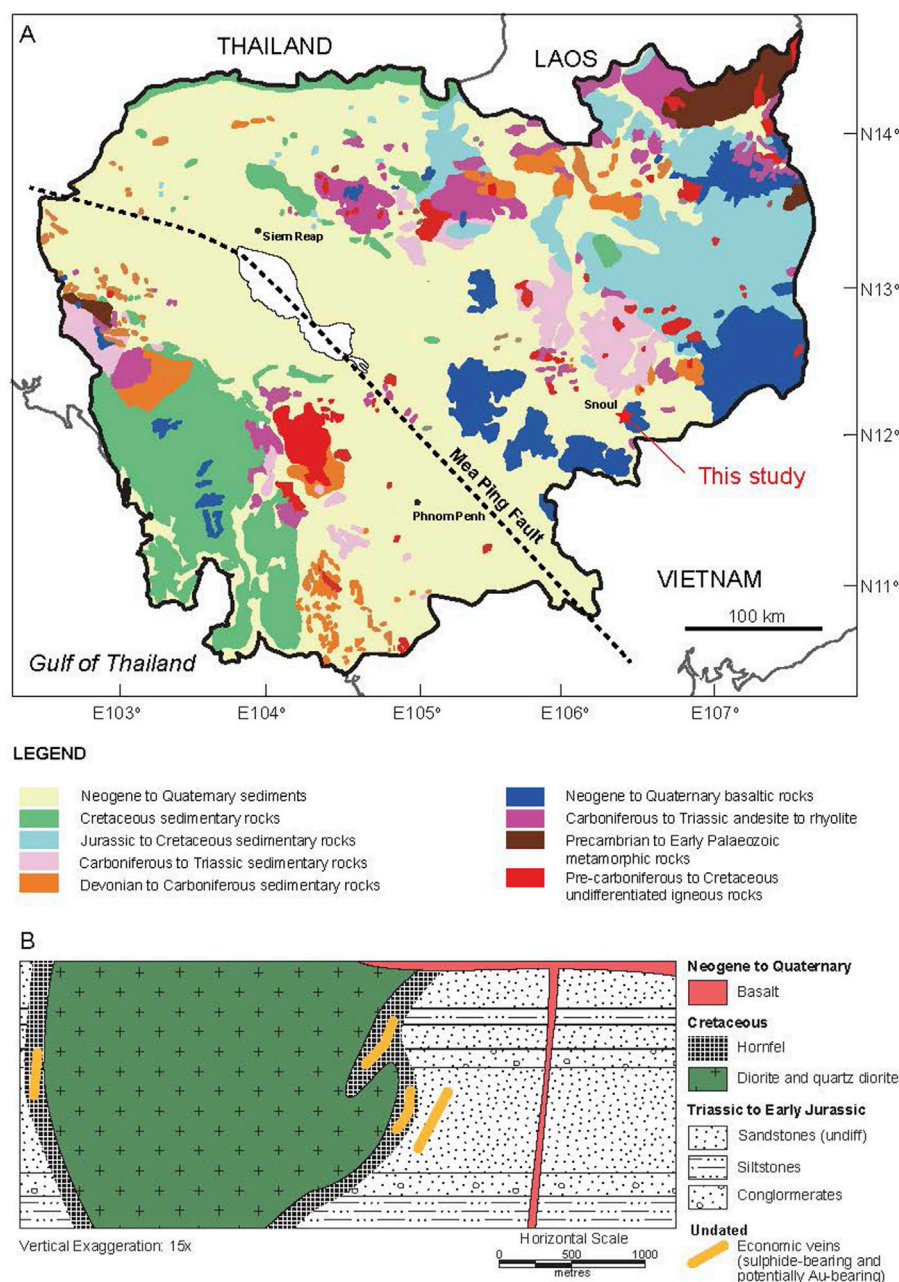 A
THAILAND
LAOS
N14°
Siem Reap
N13°
Snoul
N12°
This study
Mea Ping Fault
Phnom Penh
VIETNAM
N11°
100 km
Gulf of Thailand
E103°
E104°
E105°
E106°
E107°
LEGEND
Neogene to Quaternary sediments
Cretaceous sedimentary rocks
Jurassic to Cretaceous sedimentary rocks
Carboniferous to Triassic sedimentary rocks
Devonian to Carboniferous sedimentary rocks
Neogene to Quaternary basaltic rocks
Carboniferous to Triassic andesite to rhyolite
Precambrian to Early Palaeozoic
metamorphic rocks
Pre-carboniferous to Cretaceous
undifferentiated igneous rocks
B
Neogene to Quaternary
Basalt
Cretaceous
Hornfel
Diorite and quartz diorite
Triassic to Early Jurassic
Sandstones (undiff)
Siltstones
Conglormerates
Undated
Economic veins
(sulphide-bearing and
potentially Au-bearing)
Vertical Exaggeration: 15x
Horizontal Scale
0 500 1000
metres